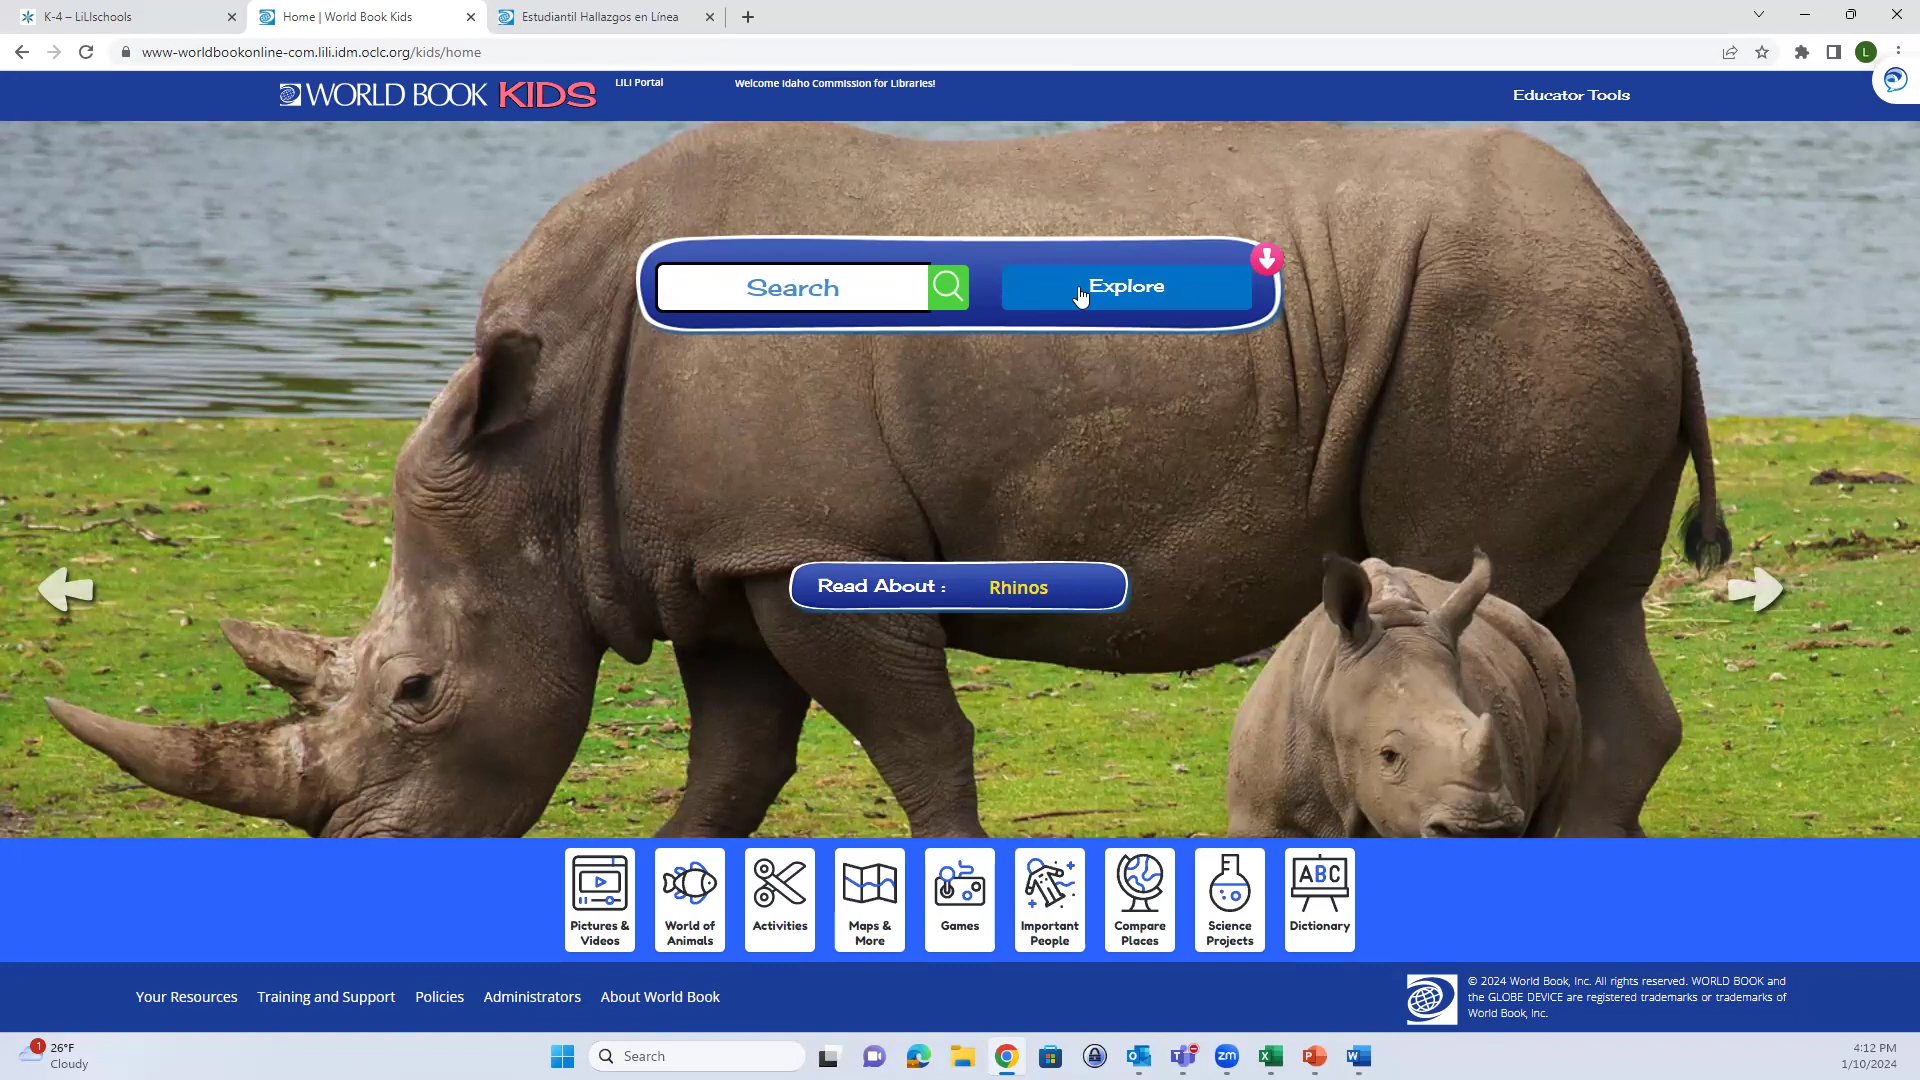 K-4 – LiLIschools
Home | World Book Kids
Estudiantil Hallazgos en Línea
www-worldbookonline-com.lili.idm.oclc.org/kids/home
L
WORLD BOOK KIDS
LiLI Portal
Welcome Idaho Commission for Libraries!
Educator Tools
Search
Explore
Read About :
Rhinos
Pictures &
Videos
World of
Animals
Activities
Maps &
More
Games
Important
People
Compare
Places
Science
Projects
ABC
Dictionary
Your Resources
Training and Support
Policies
Administrators
About World Book
© 2024 World Book, Inc. All rights reserved. WORLD BOOK and
the GLOBE DEVICE are registered trademarks or trademarks of
World Book, Inc.
1
26°F
Cloudy
Search
zm
4:12 PM
1/10/2024